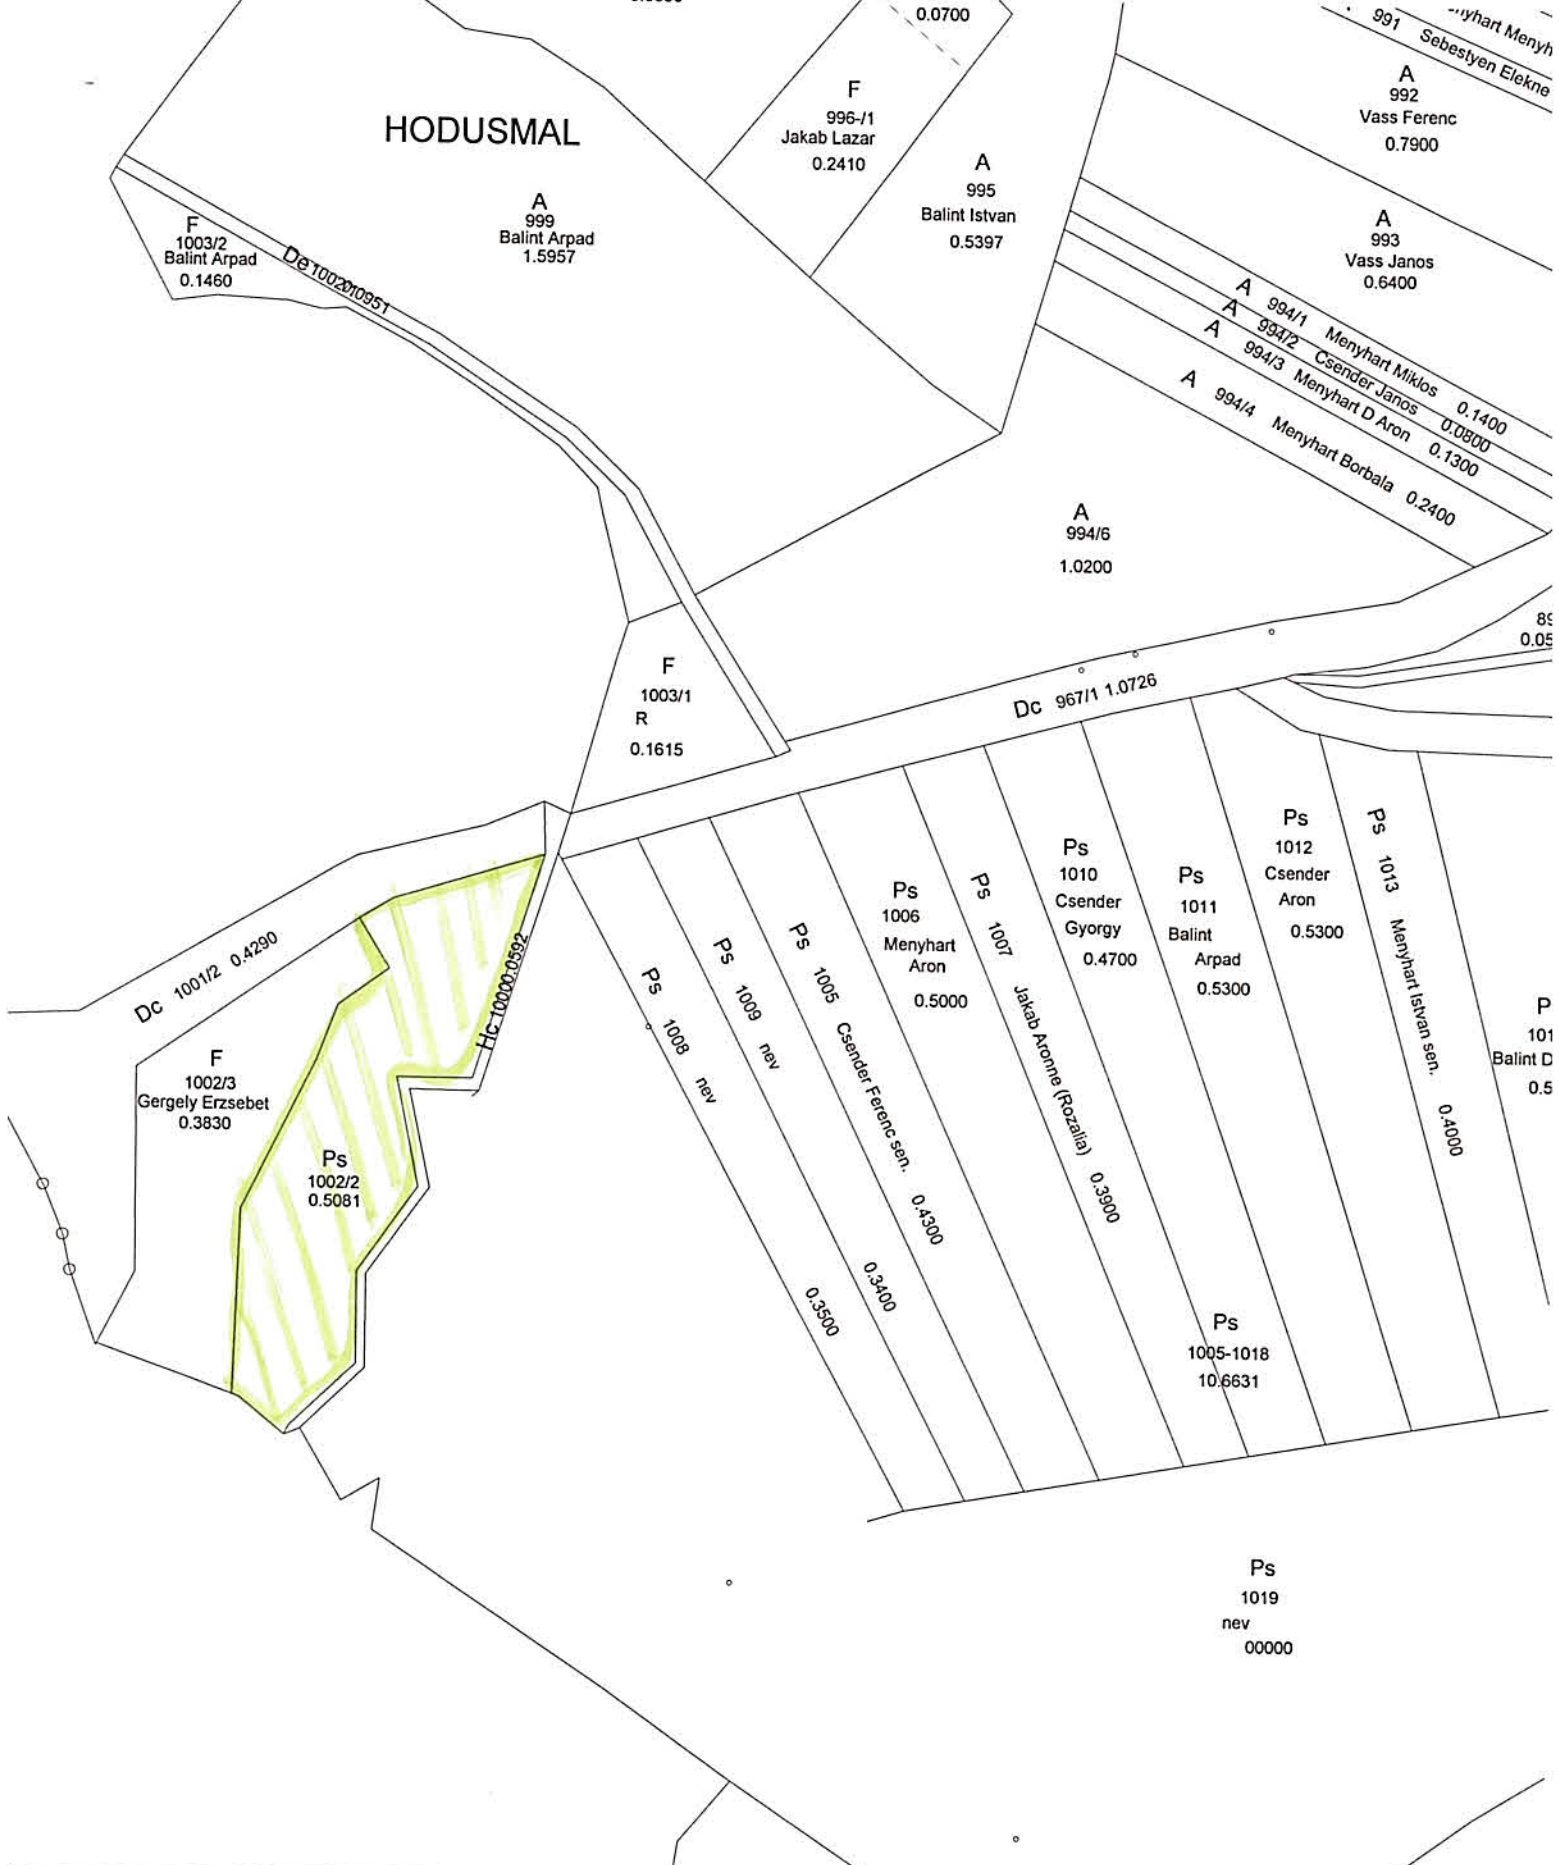 0.0700
991 Sebestyen Elekne
A
992
Vass Ferenc
0.7900
HODUSMAL
F
996-/1
Jakab Lazar
0.2410
A
995
Balint Istvan
0.5397
A
993
Vass Janos
0.6400
A
999
Balint Arpad
1.5957
F
1003/2
Balint Arpad
0.1460
De
A 994/1 Menyhart Miklos 0.1400
A 994/2 Csender Janos 0.0800
A 994/3 Menyhart D Aron 0.1300
A 994/4 Menyhart Borbala 0.2400
A
994/6
1.0200
F
1003/1
R
0.1615
Dc 967/1 1.0726
Dc 1001/2 0.4290
Hc 10000.0592
F
1002/3
Gergely Erzsebet
0.3830
Ps
1002/2
0.5081
Ps 1008 nev 0.3500
Ps 1009 nev 0.3400
Ps 1005 Csender Ferenc sen. 0.4300
Ps
1006
Menyhart
Aron
0.5000
Ps 1007 Jakab Aronne (Rozalia) 0.3900
Ps
1010
Csender
Gyorgy
0.4700
Ps
1011
Balint
Arpad
0.5300
Ps
1012
Csender
Aron
0.5300
Ps 1013 Menyhart Istvan sen. 0.4000
Balint D
Ps
1005-1018
10.6631
Ps
1019
nev
00000